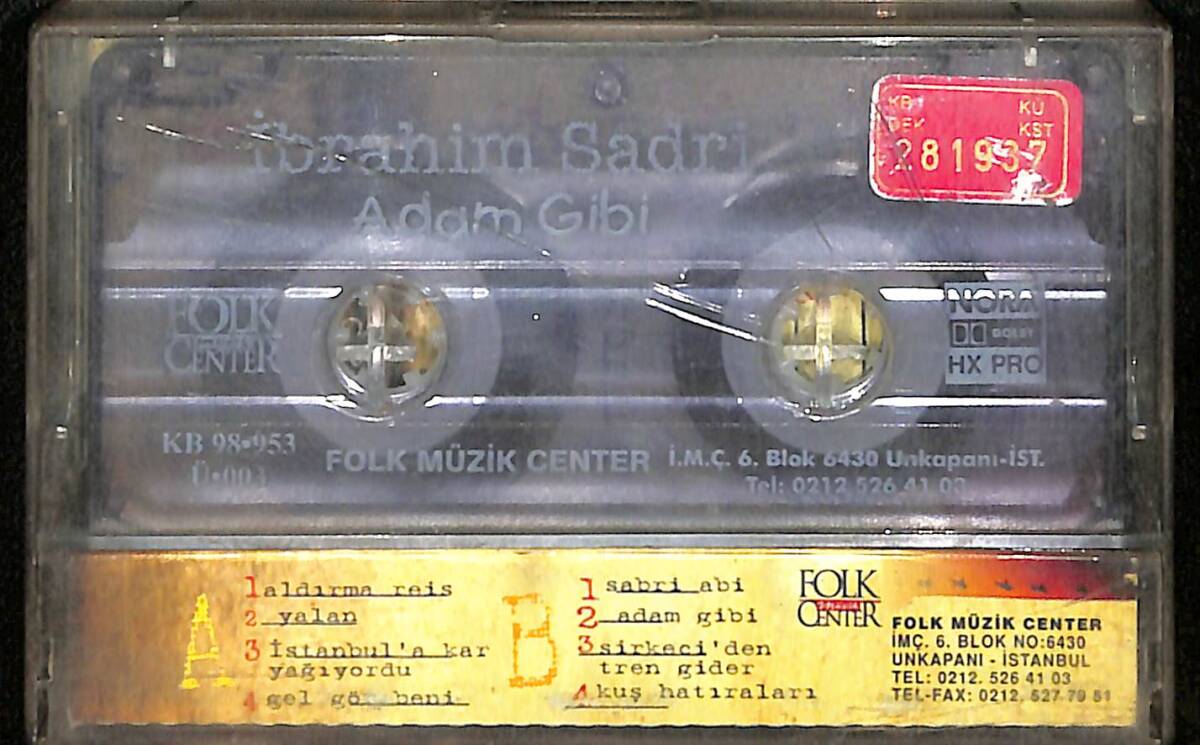 İbrahim Sadri
Adam Gibi
KB KÜ
DEK KST
281937
FOLK
CENTER
NORA
DOLBY
HX PRO
KB 98•953
Ü•003
FOLK MÜZİK CENTER
İ.M.Ç. 6. Blok 6430 Unkapanı-İST.
Tel: 0212 526 41 03
A
1 aldırma reis
2 yalan
3 İstanbul'a kar
yağıyordu
4 gel gör beni
B
1 sabri abi
2 adam gibi
3 sirkeci'den
tren gider
4 kuş hatıraları
FOLK
CENTER
FOLK MÜZİK CENTER
İMÇ. 6. BLOK NO:6430
UNKAPANI - İSTANBUL
TEL: 0212. 526 41 03
TEL-FAX: 0212. 527 79 51